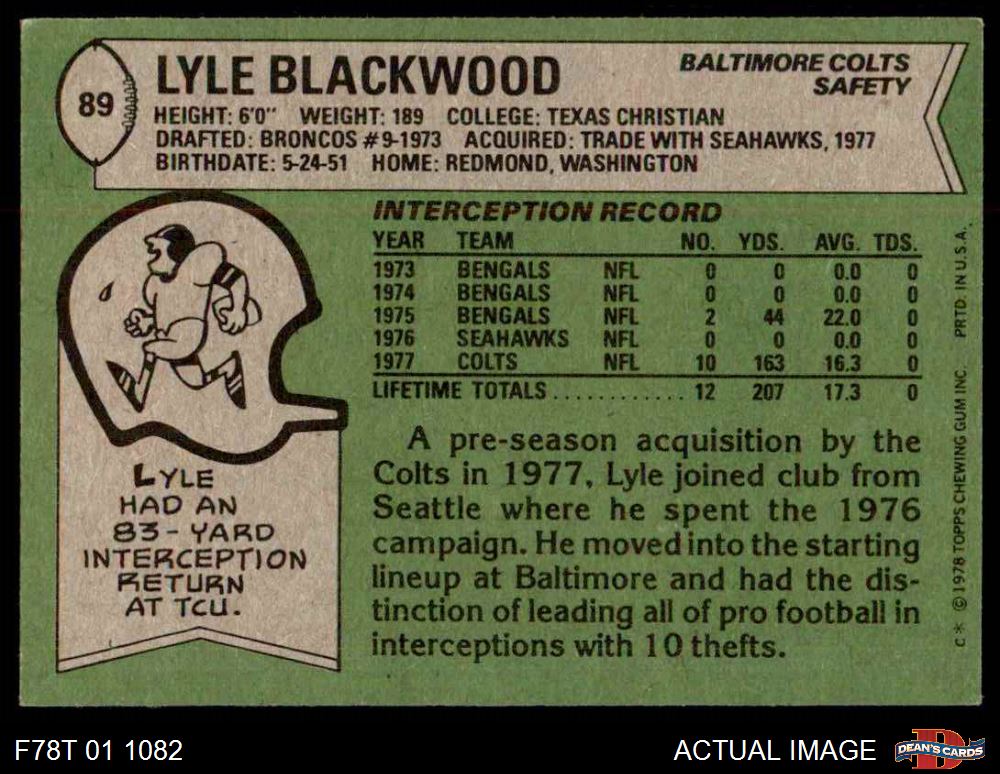 89
LYLE BLACKWOOD
BALTIMORE COLTS
SAFETY
HEIGHT: 6'0" WEIGHT: 189 COLLEGE: TEXAS CHRISTIAN
DRAFTED: BRONCOS #9-1973 ACQUIRED: TRADE WITH SEAHAWKS, 1977
BIRTHDATE: 5-24-51 HOME: REDMOND, WASHINGTON
INTERCEPTION RECORD
YEAR TEAM NO. YDS. AVG. TDS.
1973 BENGALS NFL 0 0 0.0 0
1974 BENGALS NFL 0 0 0.0 0
1975 BENGALS NFL 2 44 22.0 0
1976 SEAHAWKS NFL 0 0 0.0 0
1977 COLTS NFL 10 163 16.3 0
LIFETIME TOTALS............ 12 207 17.3 0
LYLE
HAD AN
83-YARD
INTERCEPTION
RETURN
AT TCU.
A pre-season acquisition by the
Colts in 1977, Lyle joined club from
Seattle where he spent the 1976
campaign. He moved into the starting
lineup at Baltimore and had the dis-
tinction of leading all of pro football in
interceptions with 10 thefts.
C* © 1978 TOPPS CHEWING GUM INC. PRTD. IN U.S.A.
F78T 01 1082
ACTUAL IMAGE
D
DEAN'S CARDS